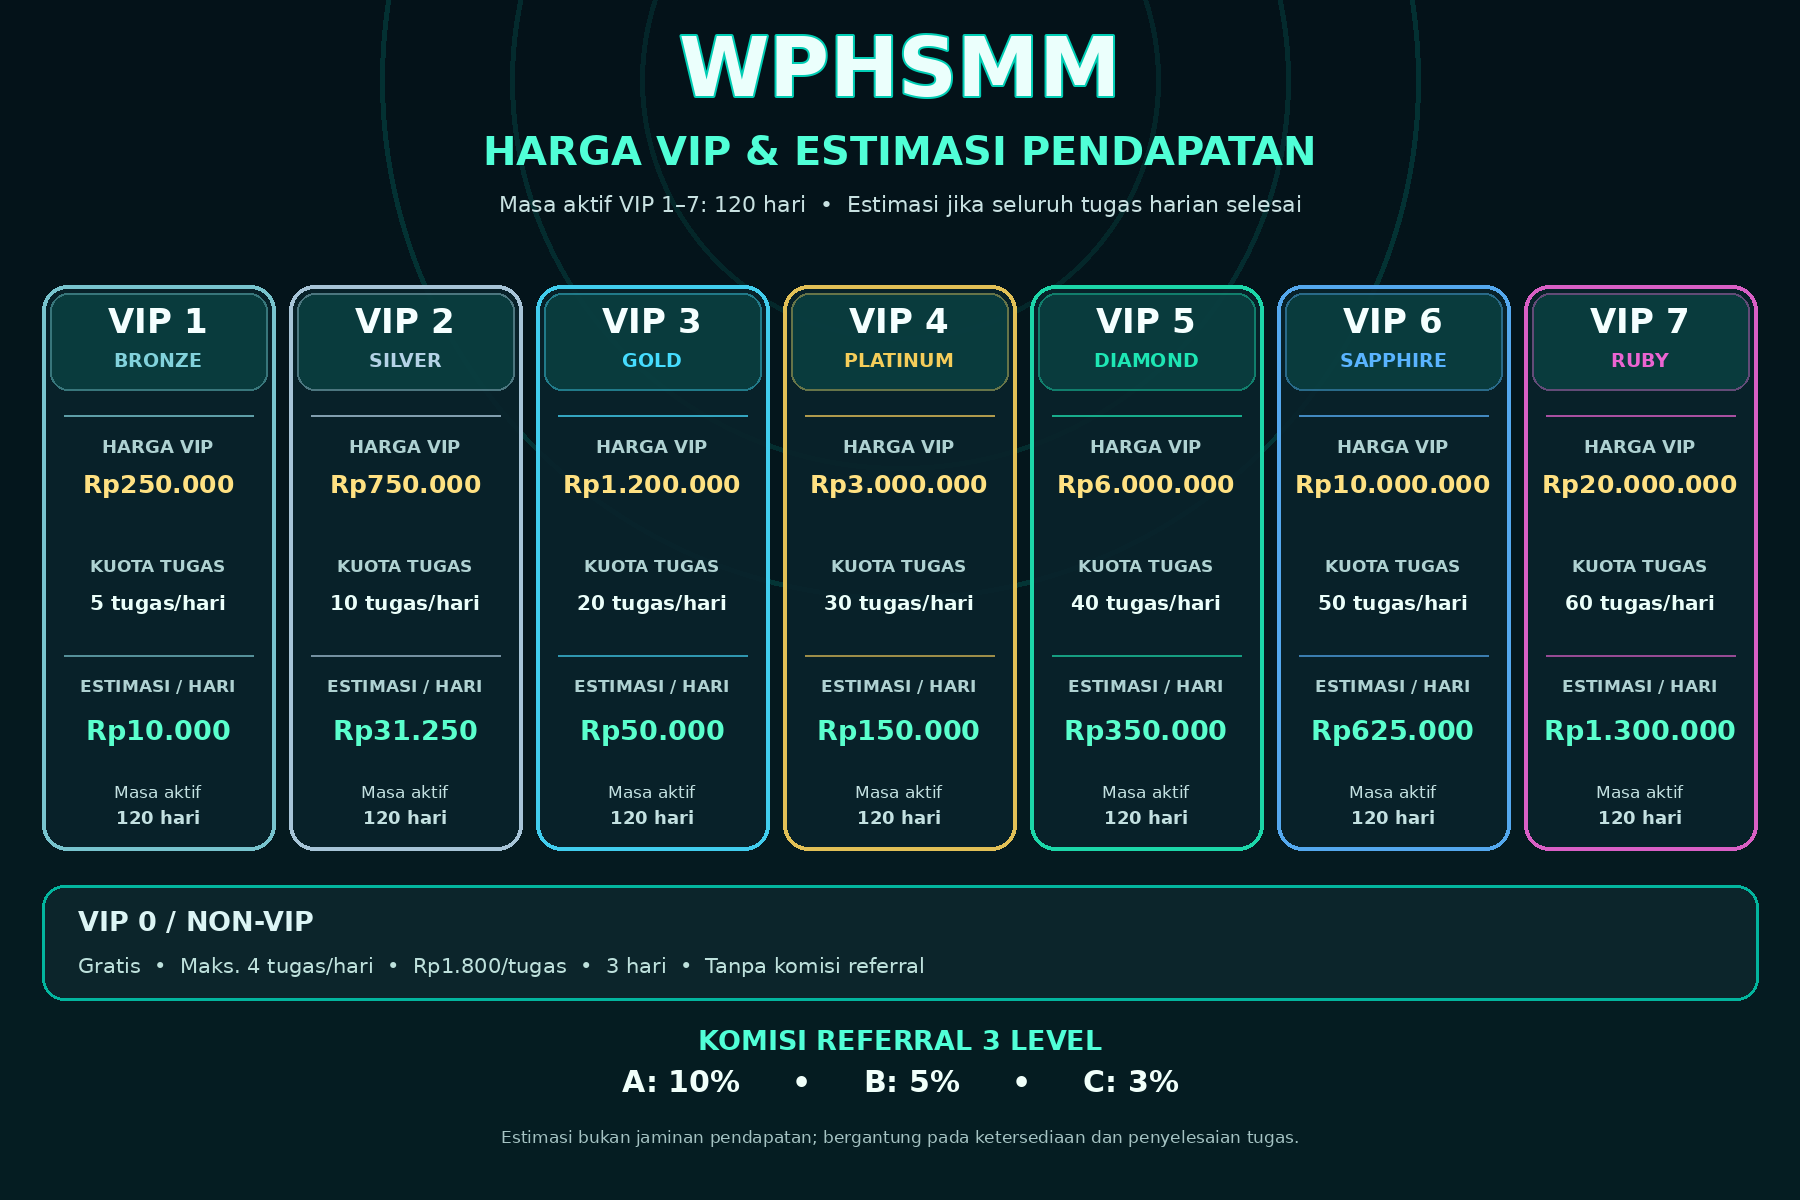 WPHSMM
HARGA VIP & ESTIMASI PENDAPATAN
Masa aktif VIP 1–7: 120 hari • Estimasi jika seluruh tugas harian selesai
VIP 1
BRONZE
HARGA VIP
Rp250.000
KUOTA TUGAS
5 tugas/hari
ESTIMASI / HARI
Rp10.000
Masa aktif
120 hari
VIP 2
SILVER
HARGA VIP
Rp750.000
KUOTA TUGAS
10 tugas/hari
ESTIMASI / HARI
Rp31.250
Masa aktif
120 hari
VIP 3
GOLD
HARGA VIP
Rp1.200.000
KUOTA TUGAS
20 tugas/hari
ESTIMASI / HARI
Rp50.000
Masa aktif
120 hari
VIP 4
PLATINUM
HARGA VIP
Rp3.000.000
KUOTA TUGAS
30 tugas/hari
ESTIMASI / HARI
Rp150.000
Masa aktif
120 hari
VIP 5
DIAMOND
HARGA VIP
Rp6.000.000
KUOTA TUGAS
40 tugas/hari
ESTIMASI / HARI
Rp350.000
Masa aktif
120 hari
VIP 6
SAPPHIRE
HARGA VIP
Rp10.000.000
KUOTA TUGAS
50 tugas/hari
ESTIMASI / HARI
Rp625.000
Masa aktif
120 hari
VIP 7
RUBY
HARGA VIP
Rp20.000.000
KUOTA TUGAS
60 tugas/hari
ESTIMASI / HARI
Rp1.300.000
Masa aktif
120 hari
VIP 0 / NON-VIP
Gratis • Maks. 4 tugas/hari • Rp1.800/tugas • 3 hari • Tanpa komisi referral
KOMISI REFERRAL 3 LEVEL
A: 10% • B: 5% • C: 3%
Estimasi bukan jaminan pendapatan; bergantung pada ketersediaan dan penyelesaian tugas.